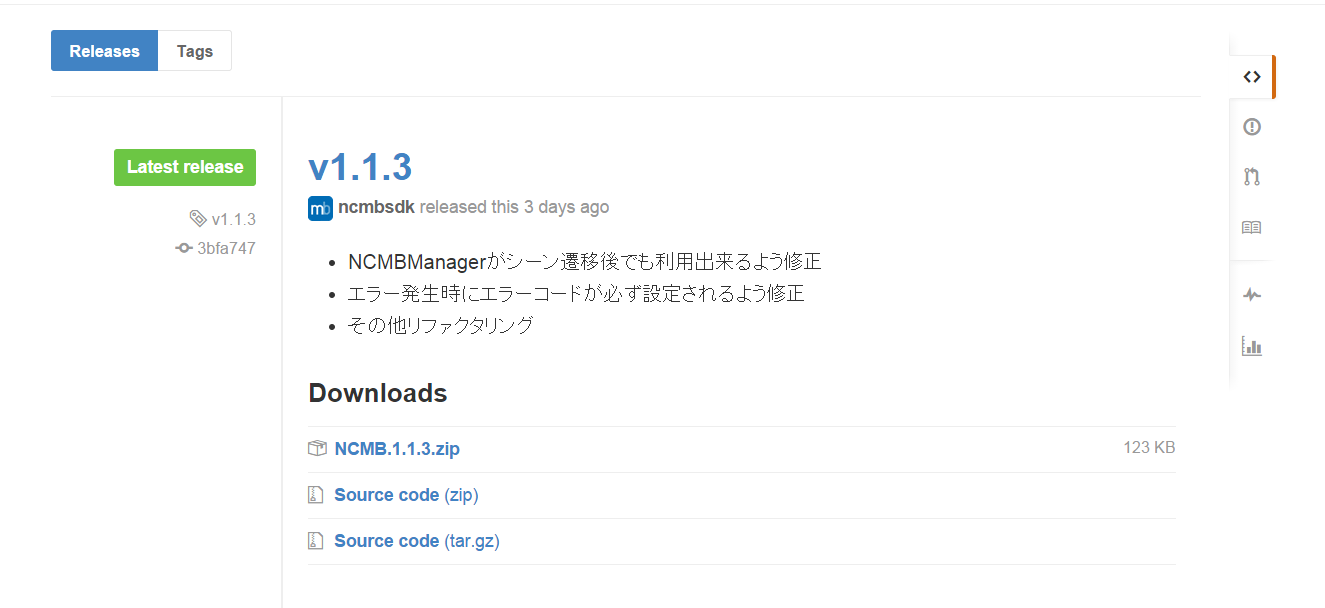 Releases
Tags
Latest release
v1.1.3
3bfa747
v1.1.3
mb ncmbsdk released this 3 days ago
NCMBManagerがシーン遷移後でも利用出来るよう修正
エラー発生時にエラーコードが必ず設定されるよう修正
その他リファクタリング
Downloads
NCMB.1.1.3.zip
123 KB
Source code (zip)
Source code (tar.gz)